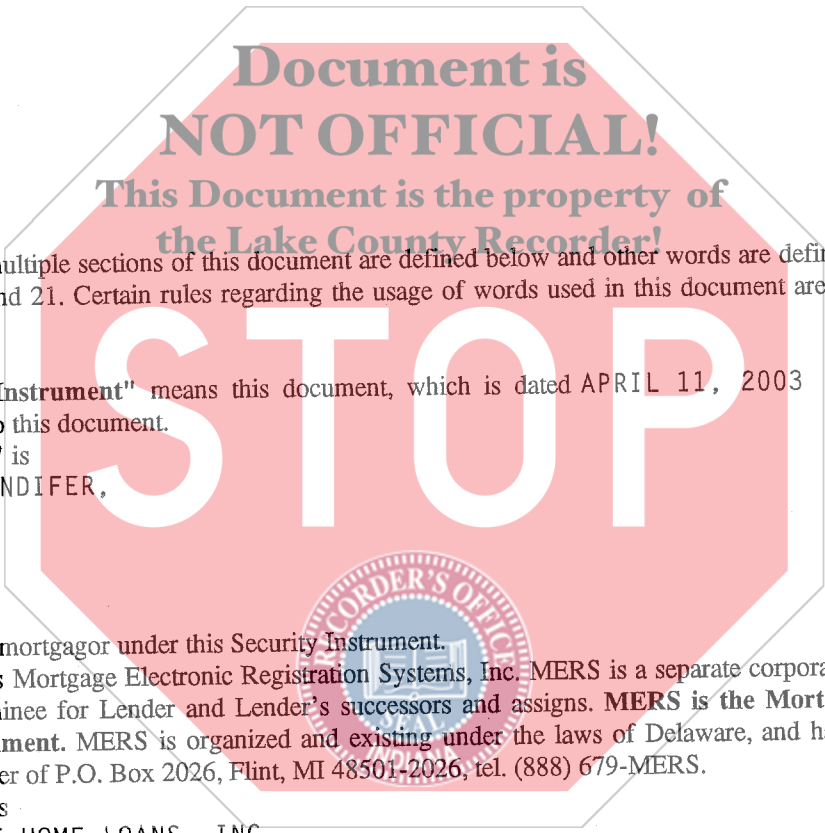 Document is
NOT OFFICIAL!
This Document is the property of
the Lake County Recorder!
ultiple sections of this document are defined below and other words are defin
nd 21. Certain rules regarding the usage of words used in this document are
STOP
Instrument" means this document, which is dated APRIL 11, 2003
this document.
is
NDIFER,
RECORDER'S OFFICE
SEAL
INDIANA
mortgagor under this Security Instrument.
s Mortgage Electronic Registration Systems, Inc. MERS is a separate corpora
inee for Lender and Lender's successors and assigns. MERS is the Mort
ment. MERS is organized and existing under the laws of Delaware, and h
er of P.O. Box 2026, Flint, MI 48501-2026, tel. (888) 679-MERS.
s
HOME LOANS, INC